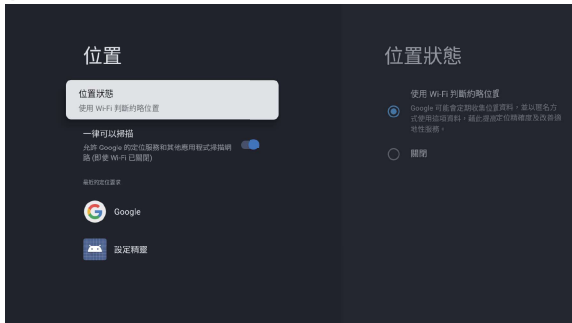 位置
位置狀態
使用 Wi-Fi 判斷約略位置
一律可以掃描
允許 Google 的定位服務和其他應用程式掃描網
路 (即使 Wi-Fi 已關閉)
最近的定位要求
Google
設定精靈
位置狀態
使用 Wi-Fi 判斷約略位置
Google 可能會定期收集位置資料，並以匿名方
式使用這項資料，藉此提高定位精確度及改善適
地性服務。
關閉